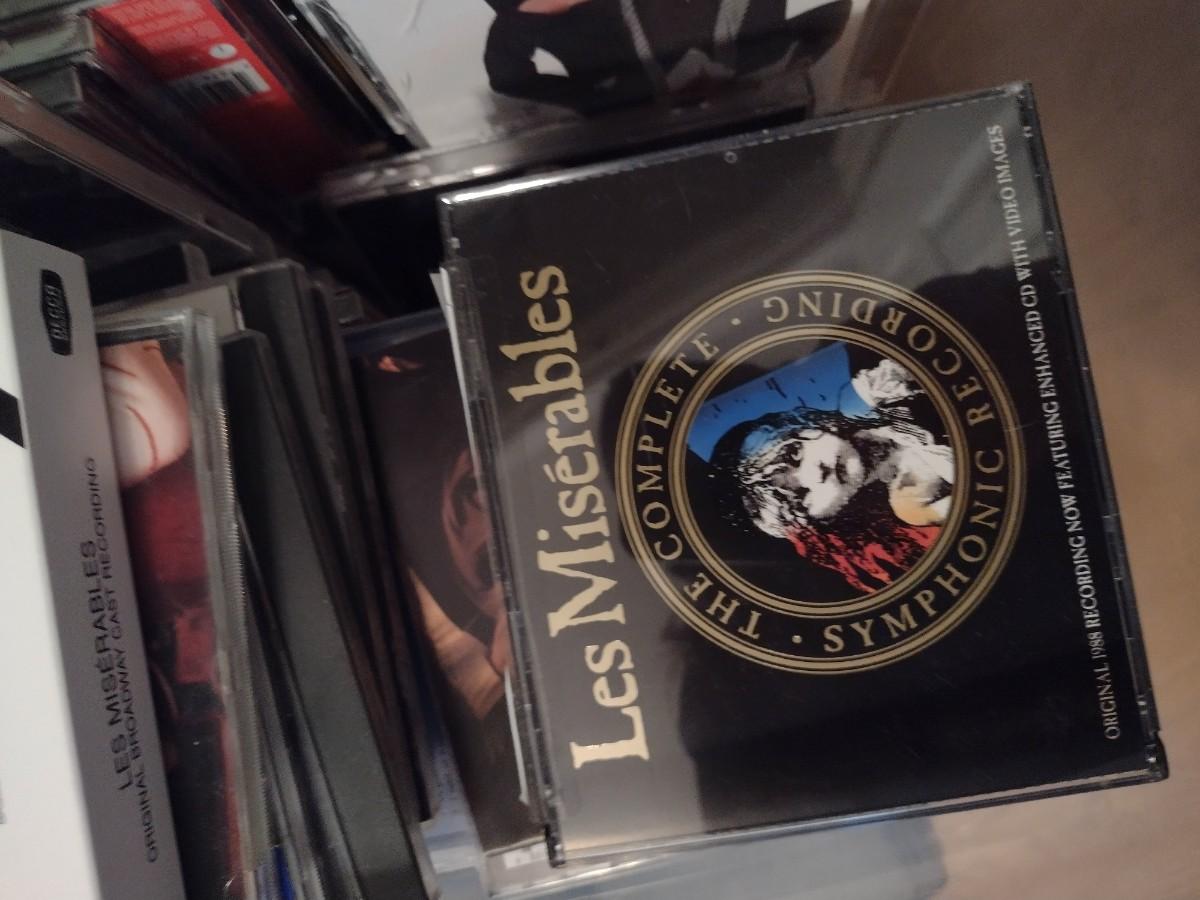 Les Misérables
THE COMPLETE • SYMPHONIC RECORDING •
ORIGINAL 1988 RECORDING NOW FEATURING ENHANCED CD WITH VIDEO IMAGES
DECCA
LES MISÉRABLES
ORIGINAL BROADWAY CAST RECORDING